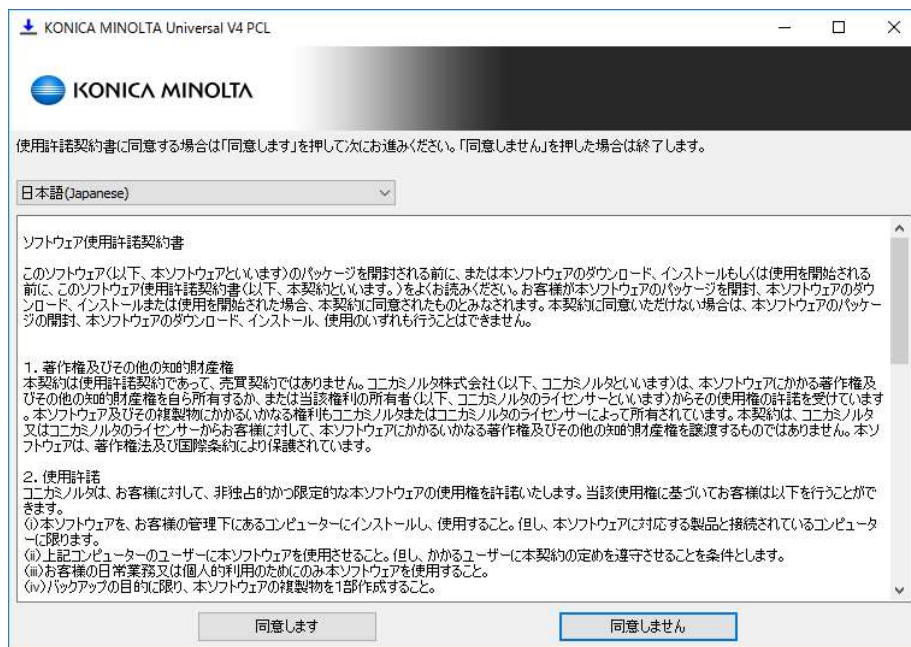 KONICA MINOLTA Universal V4 PCL
KONICA MINOLTA
使用許諾契約書に同意する場合は「同意します」を押して次にお進みください。「同意しません」を押した場合は終了します。
日本語(Japanese)
ソフトウェア使用許諾契約書
このソフトウェア(以下、本ソフトウェアといいます)のパッケージを開封される前に、または本ソフトウェアのダウンロード、インストールもしくは使用を開始される
前に、このソフトウェア使用許諾契約書(以下、本契約といいます。)をよくお読みください。お客様が本ソフトウェアのパッケージを開封、本ソフトウェアのダウ
ンロード、インストールまたは使用を開始された場合、本契約に同意されたものとみなされます。本契約に同意いただけない場合は、本ソフトウェアのパッケー
ジの開封、本ソフトウェアのダウンロード、インストール、使用のいずれも行うことはできません。
1. 著作権及びその他の知的財産権
本契約は使用許諾契約であって、売買契約ではありません。コニカミノルタ株式会社(以下、コニカミノルタといいます)は、本ソフトウェアにかかる著作権及
びその他の知的財産権を自ら所有するか、または当該権利の所有者(以下、コニカミノルタのライセンサーといいます)からその使用権の許諾を受けています
。本ソフトウェア及びその複製物にかかるいかなる権利もコニカミノルタまたはコニカミノルタのライセンサーによって所有されています。本契約は、コニカミノルタ
又はコニカミノルタのライセンサーからお客様に対して、本ソフトウェアにかかるいかなる著作権及びその他の知的財産権を譲渡するものではありません。本ソ
フトウェアは、著作権法及び国際条約により保護されています。
2. 使用許諾
コニカミノルタは、お客様に対して、非独占的かつ限定的な本ソフトウェアの使用権を許諾いたします。当該使用権に基づいてお客様は以下を行うことがで
きます。
(i)本ソフトウェアを、お客様の管理下にあるコンピューターにインストールし、使用すること。但し、本ソフトウェアに対応する製品と接続されているコンピュータ
ーに限ります。
(ii)上記コンピューターのユーザーに本ソフトウェアを使用させること。但し、かかるユーザーに本契約の定めを遵守させることを条件とします。
(iii)お客様の日常業務又は個人的利用のためにのみ本ソフトウェアを使用すること。
(iv)バックアップの目的に限り、本ソフトウェアの複製物を1部作成すること。
同意します
同意しません